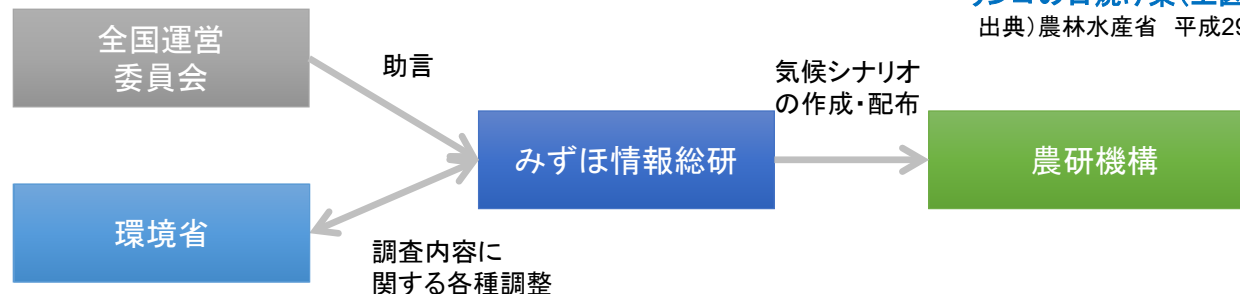 出典）農林水産省 平成29
全国運営
委員会
助言
気候シナリオ
の作成・配布
みずほ情報総研
農研機構
環境省
調査内容に
関する各種調整